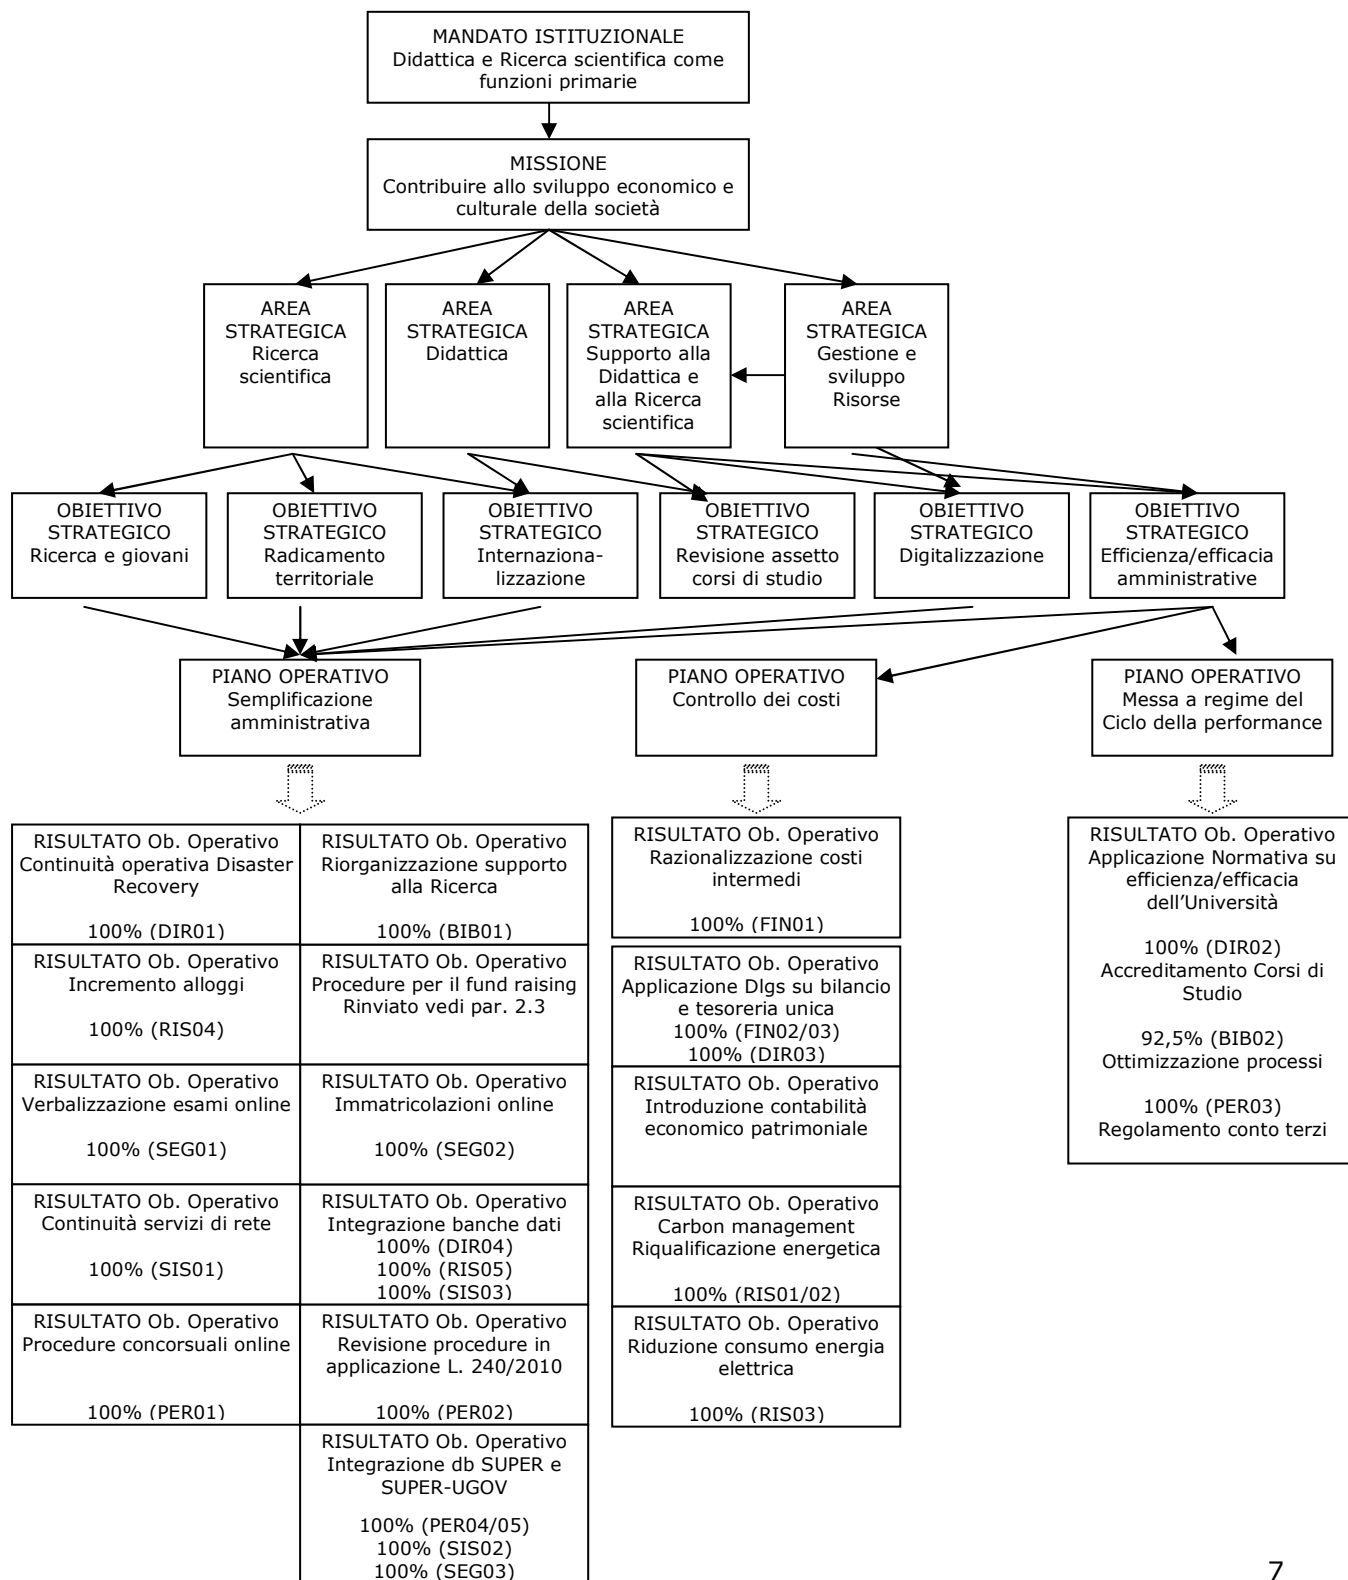 MANDATO ISTITUZIONALE
Didattica e Ricerca scientifica come
funzioni primarie
MISSIONE
Contribuire allo sviluppo economico e
culturale della società
AREA
STRATEGICA
Ricerca
scientifica
AREA
STRATEGICA
Didattica
AREA
STRATEGICA
Supporto alla
Didattica e
alla Ricerca
scientifica
AREA
STRATEGICA
Gestione e
sviluppo
Risorse
OBIETTIVO
STRATEGICO
Ricerca e giovani
OBIETTIVO
STRATEGICO
Radicamento
territoriale
OBIETTIVO
STRATEGICO
Internaziona-
lizzazione
OBIETTIVO
STRATEGICO
Revisione assetto
corsi di studio
OBIETTIVO
STRATEGICO
Digitalizzazione
OBIETTIVO
STRATEGICO
Efficienza/efficacia
amministrative
PIANO OPERATIVO
Semplificazione
amministrativa
PIANO OPERATIVO
Controllo dei costi
PIANO OPERATIVO
Messa a regime del
Ciclo della performance
RISULTATO Ob. Operativo
Continuità operativa Disaster
Recovery
100% (DIR01)
RISULTATO Ob. Operativo
Riorganizzazione supporto
alla Ricerca
100% (BIB01)
RISULTATO Ob. Operativo
Incremento alloggi
100% (RIS04)
RISULTATO Ob. Operativo
Procedure per il fund raising
Rinviato vedi par. 2.3
RISULTATO Ob. Operativo
Verbalizzazione esami online
100% (SEG01)
RISULTATO Ob. Operativo
Immatricolazioni online
100% (SEG02)
RISULTATO Ob. Operativo
Continuità servizi di rete
100% (SIS01)
RISULTATO Ob. Operativo
Integrazione banche dati
100% (DIR04)
100% (RIS05)
100% (SIS03)
RISULTATO Ob. Operativo
Procedure concorsuali online
100% (PER01)
RISULTATO Ob. Operativo
Revisione procedure in
applicazione L. 240/2010
100% (PER02)
RISULTATO Ob. Operativo
Integrazione db SUPER e
SUPER-UGOV
100% (PER04/05)
100% (SIS02)
100% (SEG03)
RISULTATO Ob. Operativo
Razionalizzazione costi
intermedi
100% (FIN01)
RISULTATO Ob. Operativo
Applicazione Dlgs su bilancio
e tesoreria unica
100% (FIN02/03)
100% (DIR03)
RISULTATO Ob. Operativo
Introduzione contabilità
economico patrimoniale
RISULTATO Ob. Operativo
Carbon management
Riqualificazione energetica
100% (RIS01/02)
RISULTATO Ob. Operativo
Riduzione consumo energia
elettrica
100% (RIS03)
RISULTATO Ob. Operativo
Applicazione Normativa su
efficienza/efficacia
dell'Università
100% (DIR02)
Accreditamento Corsi di
Studio
92,5% (BIB02)
Ottimizzazione processi
100% (PER03)
Regolamento conto terzi
7